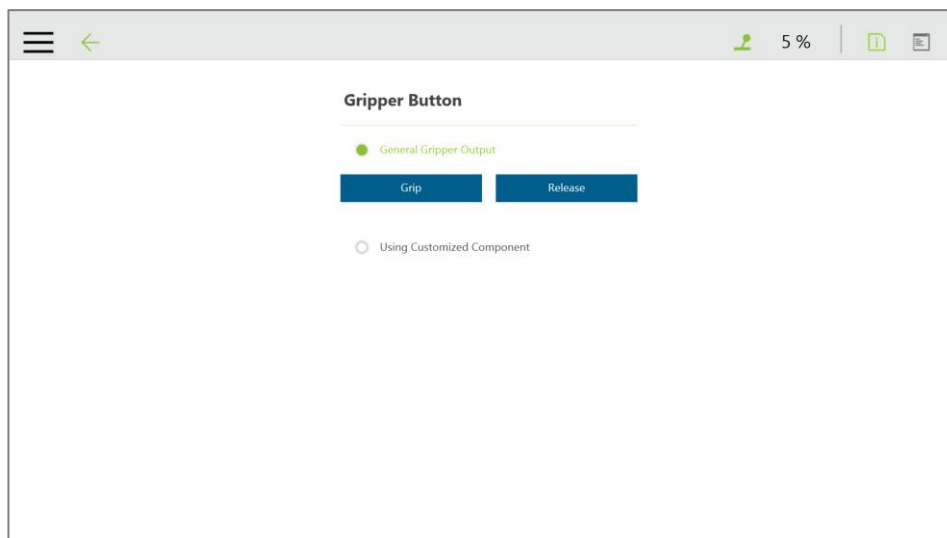 5 %
Gripper Button
General Gripper Output
Grip Release
Using Customized Component